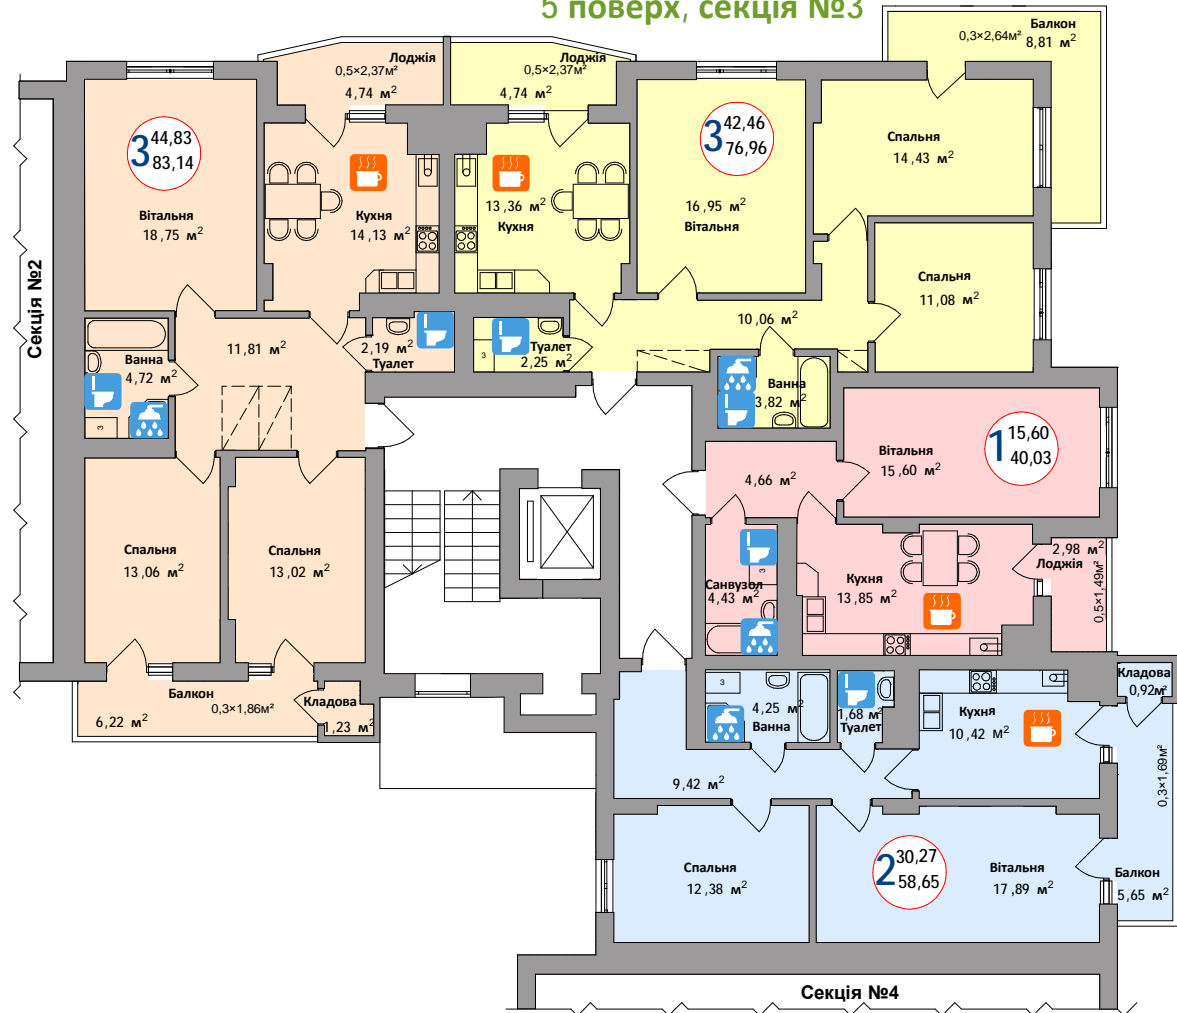 5 поверх, секція №3
Балкон
0,3×2,64м²
8,81 м²
Лоджія
0,5×2,37м²
4,74 м²
Лоджія
0,5×2,37м²
4,74 м²
3
44,83
83,14
Вітальня
18,75 м²
Кухня
14,13 м²
13,36 м²
Кухня
3
42,46
76,96
16,95 м²
Вітальня
Спальня
14,43 м²
Спальня
11,08 м²
Секція №2
10,06 м²
11,81 м²
2,19 м²
Туалет
Туалет
2,25 м²
3
Ванна
4,72 м²
3
Ванна
3,82 м²
1
15,60
40,03
Вітальня
15,60 м²
4,66 м²
Спальня
13,06 м²
Спальня
13,02 м²
Санвузол
4,43 м²
3
Кухня
13,85 м²
2,98 м²
Лоджія
0,5×1,49м²
Балкон
6,22 м²
0,3×1,86м²
Кладова
1,23 м²
3
4,25 м²
Ванна
1,68 м²
Туалет
Кухня
10,42 м²
Кладова
0,92м²
0,3×1,69м²
9,42 м²
Спальня
12,38 м²
2
30,27
58,65
Вітальня
17,89 м²
Балкон
5,65 м²
Секція №4